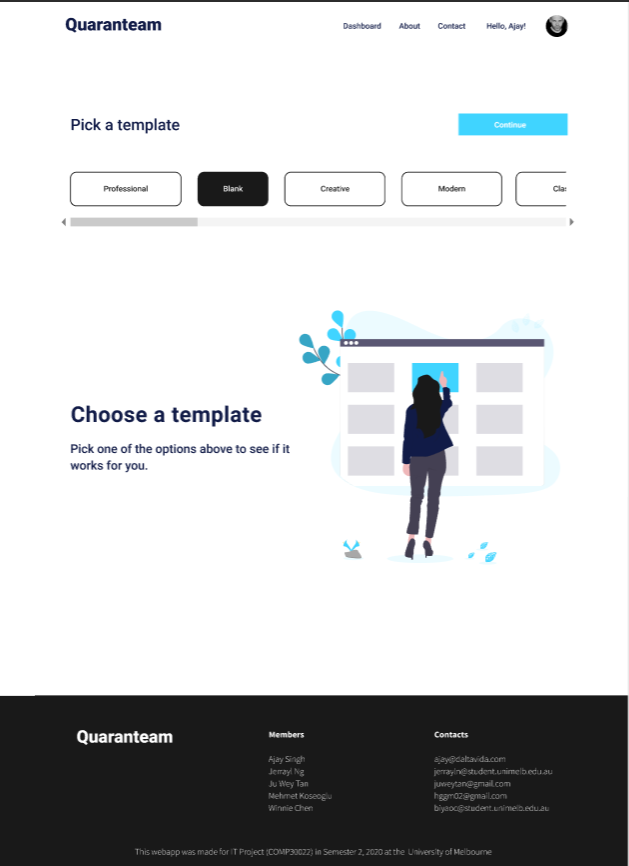 Quaranteam
Dashboard About Contact Hello, Ajay!
Pick a template
Continue
Professional Blank Creative Modern Clas
Choose a template
Pick one of the options above to see if it
works for you.
Quaranteam
Members
Ajay Singh
Jerrayl Ng
Ju Wey Tan
Mehmet Koseoglu
Winnie Chen
Contacts
ajay@daltavida.com
jerrayln@student.unimelb.edu.au
juweytan@gmail.com
hggm02@gmail.com
biyaoc@student.unimelb.edu.au
This webapp was made for IT Project (COMP30022) in Semester 2, 2020 at the University of Melbourne